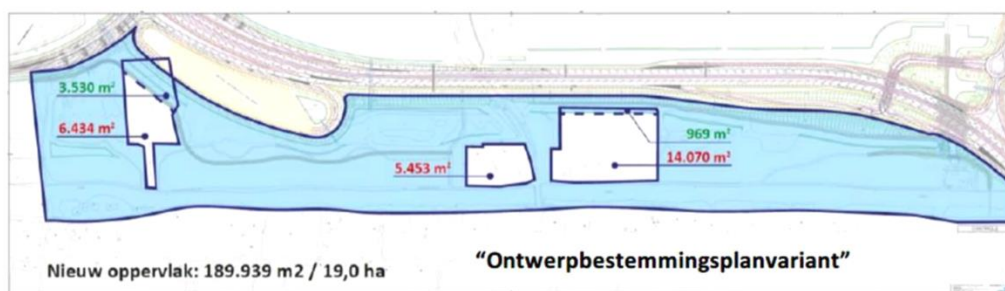 3.530 m²
6.434 m²
5.453 m²
969 m²
14.070 m²
Nieuw oppervlak: 189.939 m2 / 19,0 ha
“Ontwerpbestemmingsplanvariant”